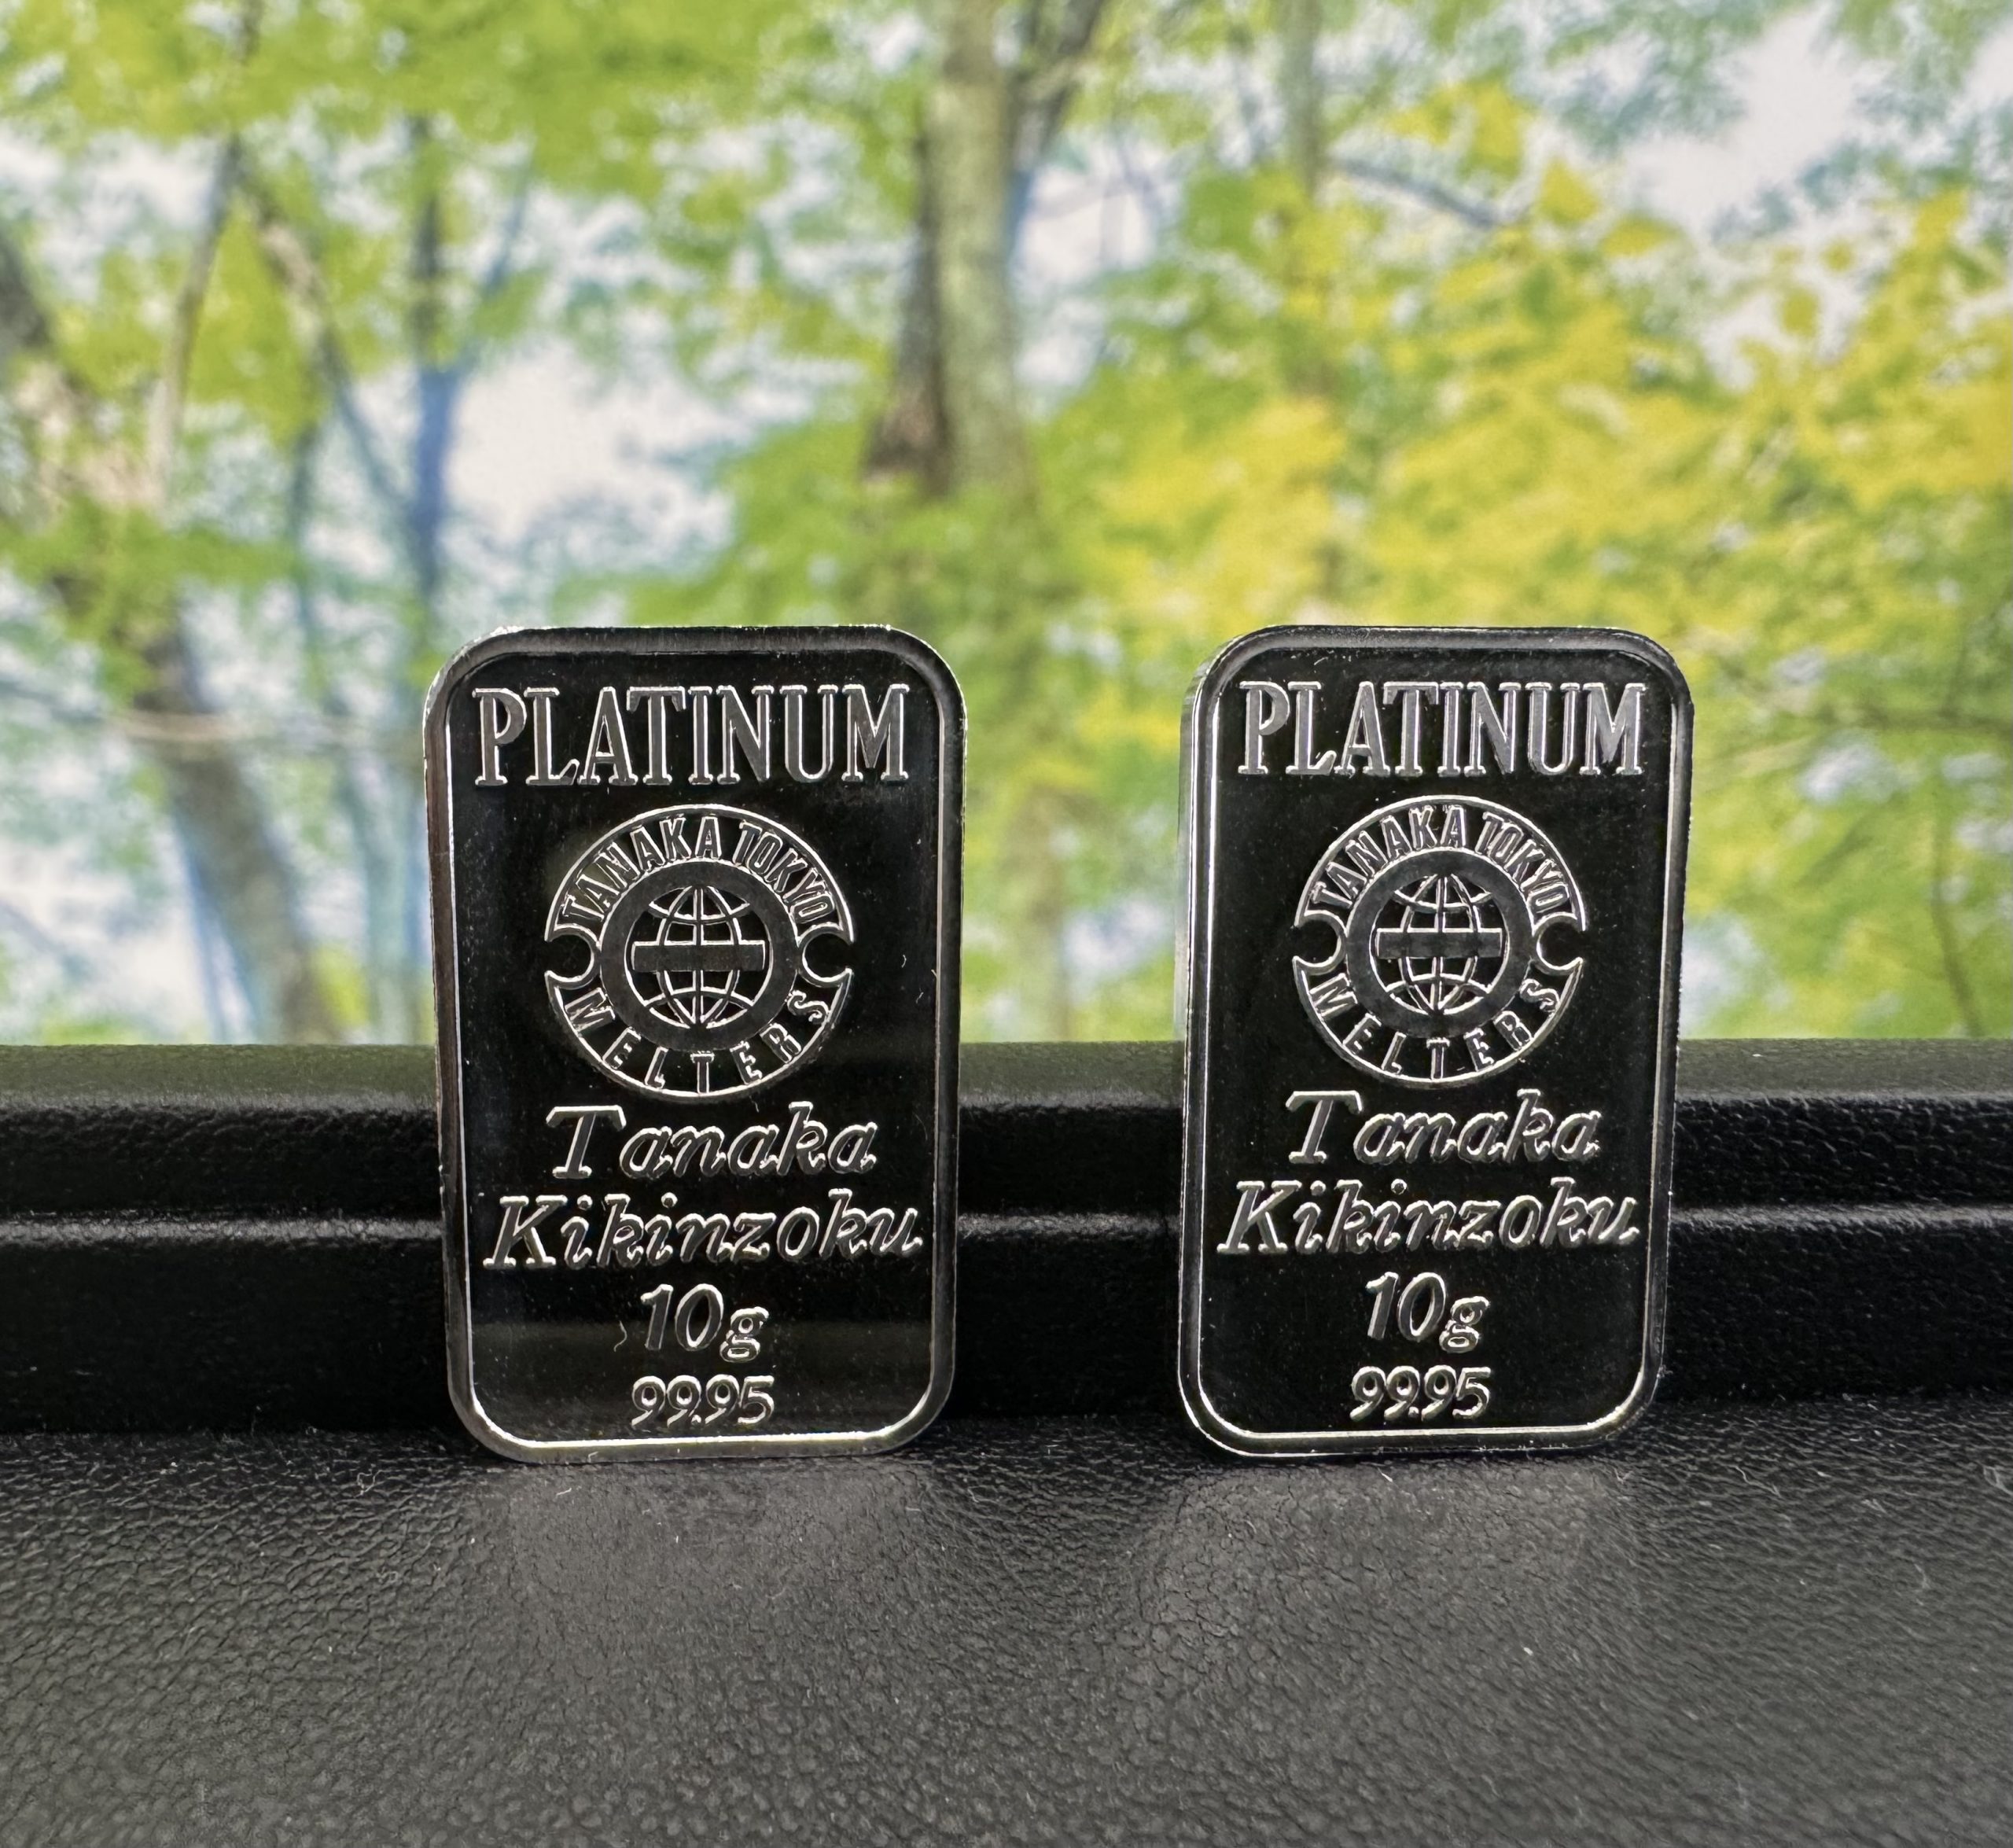 PLATINUM
TANAKA TOKYO
MELTERS
Tanaka
Kikinzoku
10g
99.95
PLATINUM
TANAKA TOKYO
MELTERS
Tanaka
Kikinzoku
10g
99.95